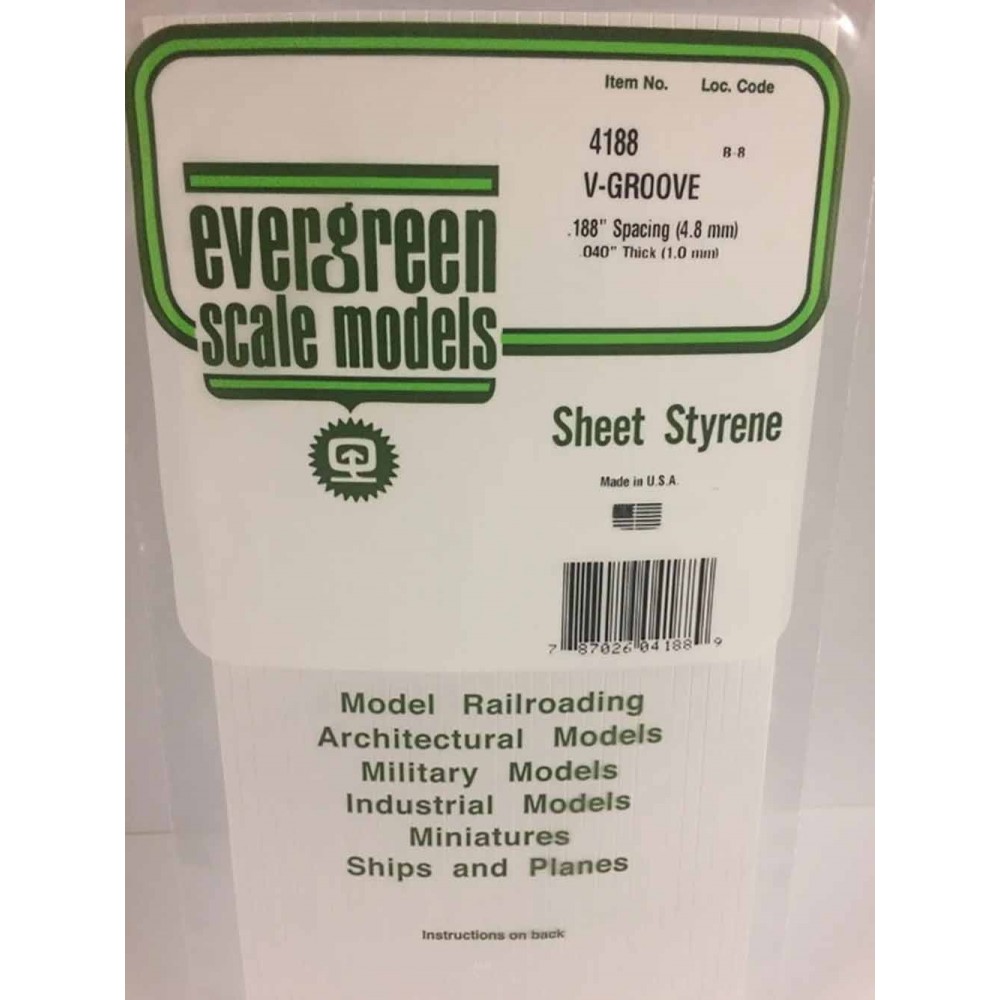 Item No. Loc. Code
4188 B-8
V-GROOVE
.188" Spacing (4.8 mm)
.040" Thick (1.0 mm)
evergreen
scale models
Sheet Styrene
Made in U.S.A.
7 87026 04188 9
Model Railroading
Architectural Models
Military Models
Industrial Models
Miniatures
Ships and Planes
Instructions on back